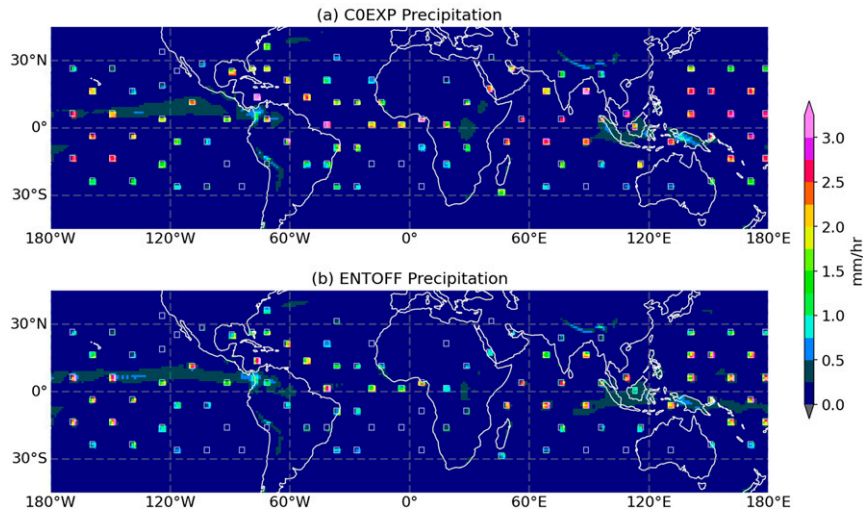 (a) C0EXP Precipitation
30°N
0°
30°S
180°W 120°W 60°W 0° 60°E 120°E 180°E
(b) ENTOFF Precipitation
30°N
0°
30°S
180°W 120°W 60°W 0° 60°E 120°E 180°E
3.0
2.5
2.0
1.5
1.0
0.5
0.0
mm/hr